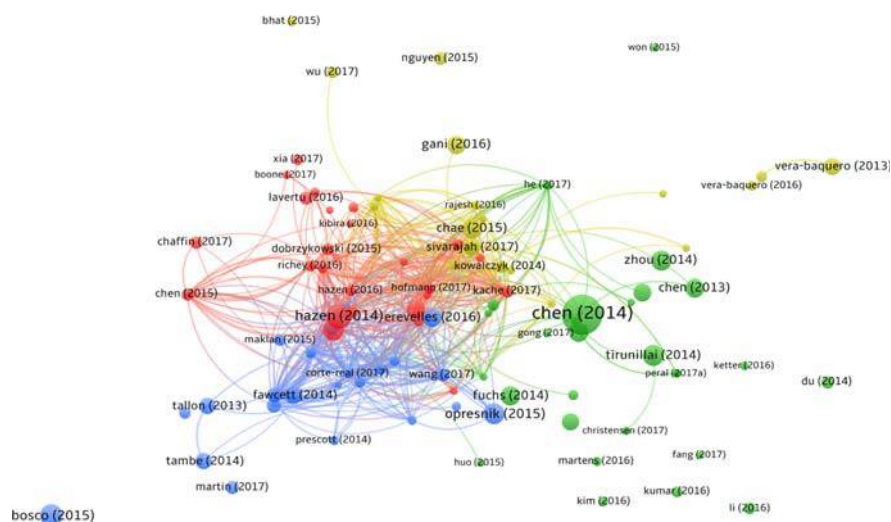 bhat (2015)
won (2015)
nguyen (2015)
wu (2017)
gani (2016)
xia (2017)
vera-baquero (2013)
boone (2017)
he (2017)
vera-baquero (2016)
lavertu (2016)
rajesh (2016)
kibira (2016)
chae (2015)
chaffin (2017)
dobrzykowski (2015)
sivarajah (2017)
zhou (2014)
richey (2016)
kowalczyk (2014)
chen (2015)
hazen (2016)
hofmann (2017)
kache (2017)
chen (2013)
hazen (2014)
erevelles (2016)
chen (2014)
gong (2017)
maklan (2015)
tirunillai (2014)
ketter (2016)
corte-real (2017)
wang (2017)
peral (2017a)
du (2014)
fawcett (2014)
fuchs (2014)
tallon (2013)
opresnik (2015)
christensen (2017)
prescott (2014)
fang (2017)
tambe (2014)
huo (2015)
martens (2016)
martin (2017)
kumar (2016)
kim (2016)
li (2016)
bosco (2015)